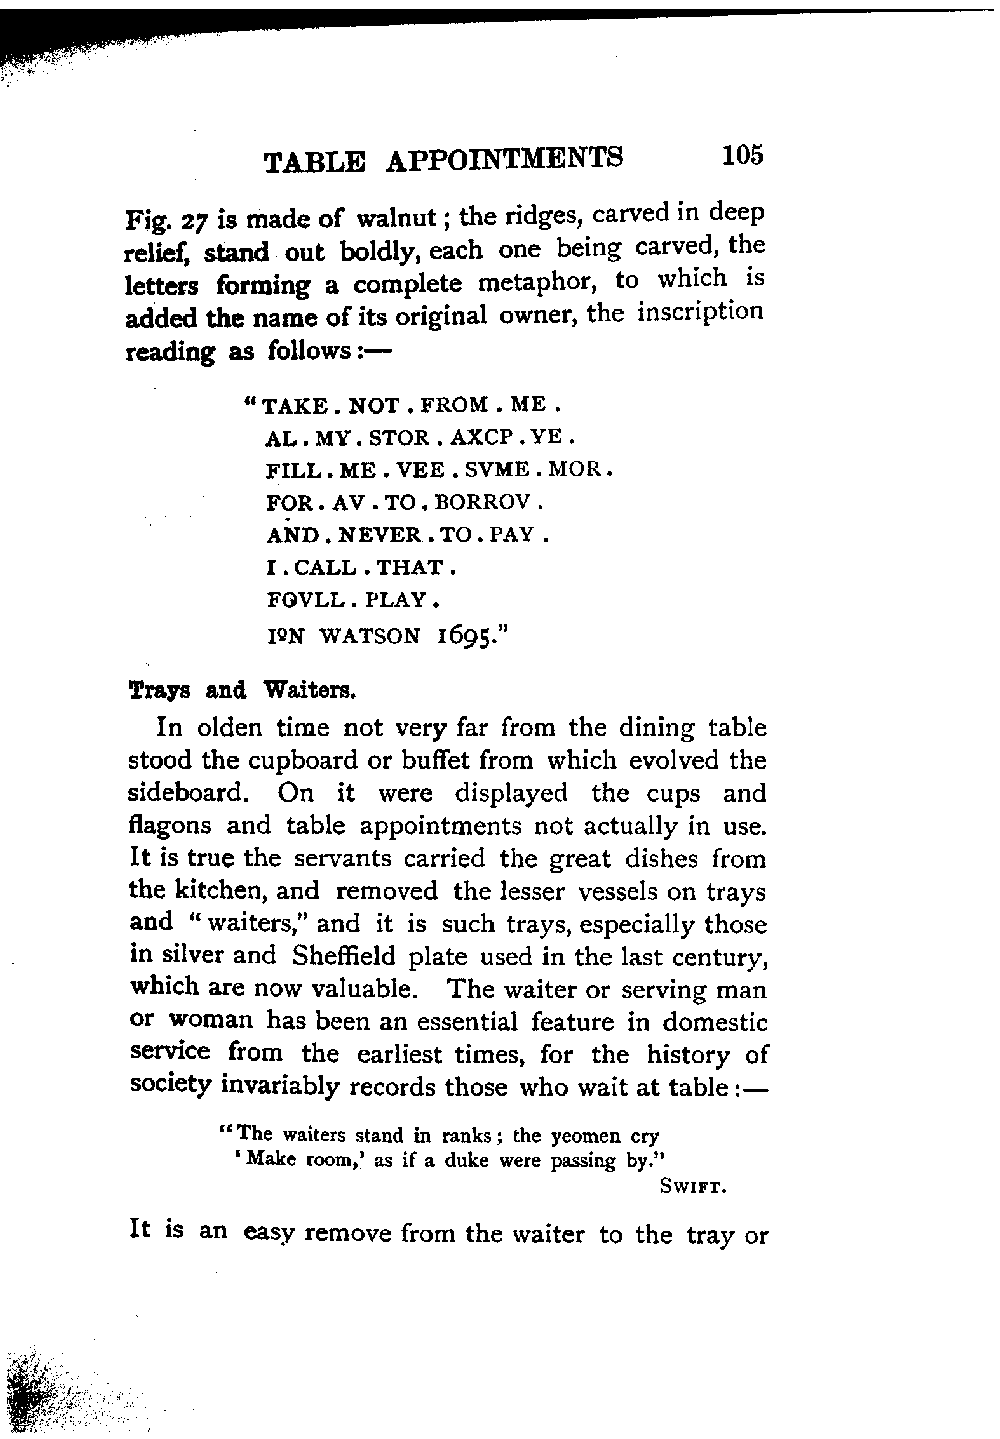 TABLE APPOINTMENTS 105
Fig. 27 is made of walnut; the ridges, carved in deep
relief, stand out boldly, each one being carved, the
letters forming a complete metaphor, to which is
added the name of its original owner, the inscription
reading as follows:—
"TAKE. NOT. FROM. ME.
AL. MY. STOR. AXCP. YE.
FILL. ME. VEE. SVME. MOR.
FOR. AV. TO. BORROV.
AND. NEVER. TO. PAY.
I. CALL. THAT.
FOVLL. PLAY.
IºN WATSON 1695."
Trays and Waiters.
In olden time not very far from the dining table
stood the cupboard or buffet from which evolved the
sideboard. On it were displayed the cups and
flagons and table appointments not actually in use.
It is true the servants carried the great dishes from
the kitchen, and removed the lesser vessels on trays
and "waiters," and it is such trays, especially those
in silver and Sheffield plate used in the last century,
which are now valuable. The waiter or serving man
or woman has been an essential feature in domestic
service from the earliest times, for the history of
society invariably records those who wait at table:—
"The waiters stand in ranks; the yeomen cry
'Make room,' as if a duke were passing by."
SWIFT.
It is an easy remove from the waiter to the tray or